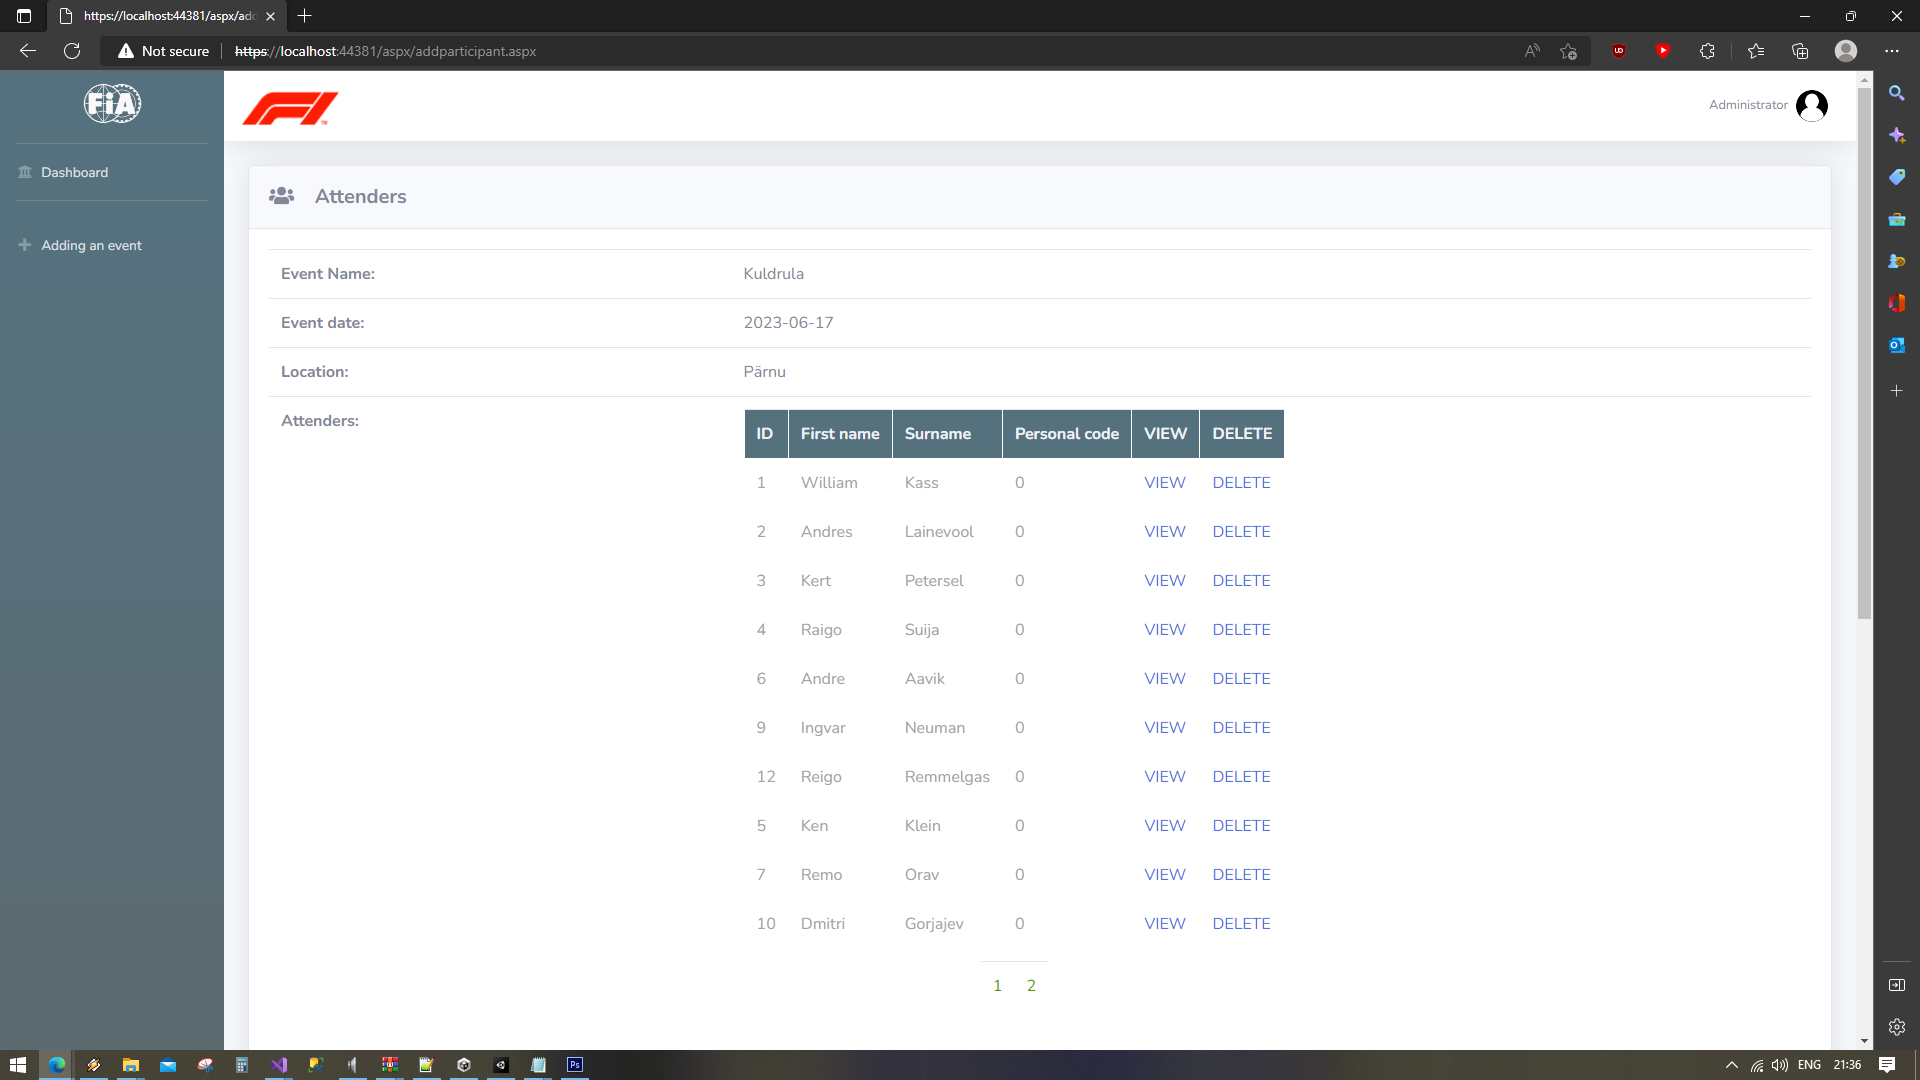 https://localhost:44381/aspx/add
Not secure
https://localhost:44381/aspx/addparticipant.aspx
FiA
F1
Administrator
Dashboard
Adding an event
Attenders
Event Name: Kuldrula
Event date: 2023-06-17
Location: Pärnu
Attenders:
ID First name Surname Personal code VIEW DELETE
1 William Kass 0 VIEW DELETE
2 Andres Lainevool 0 VIEW DELETE
3 Kert Petersel 0 VIEW DELETE
4 Raigo Suija 0 VIEW DELETE
6 Andre Aavik 0 VIEW DELETE
9 Ingvar Neuman 0 VIEW DELETE
12 Reigo Remmelgas 0 VIEW DELETE
5 Ken Klein 0 VIEW DELETE
7 Remo Orav 0 VIEW DELETE
10 Dmitri Gorjajev 0 VIEW DELETE
1 2
Ps
ENG 21:36